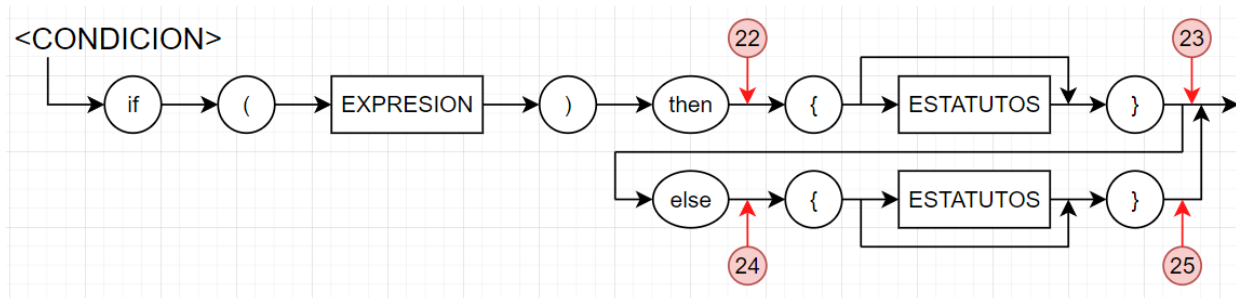 22 23
<CONDICION>
if ( EXPRESION ) then { ESTATUTOS }
else { ESTATUTOS }
24 25